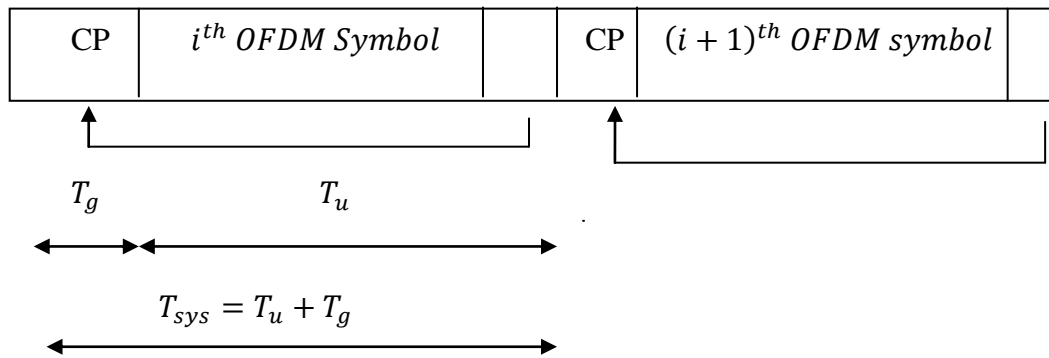 CP $i^{th}$ OFDM Symbol CP $(i + 1)^{th}$ OFDM symbol
$T_g$ $T_u$
.
$T_{sys} = T_u + T_g$